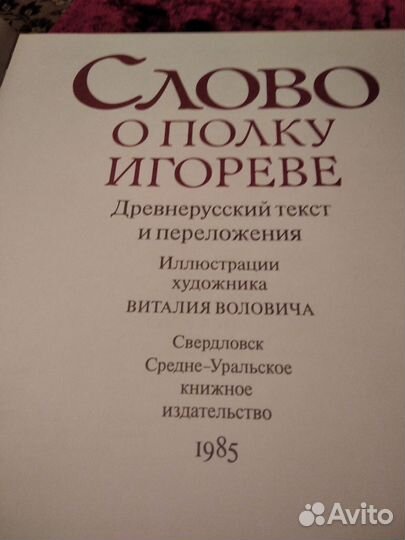 СЛОВО
О ПОЛКУ
ИГОРЕВЕ
Древнерусский текст
и переложения
Иллюстрации
художника
ВИТАЛИЯ ВОЛОВИЧА
Свердловск
Средне-Уральское
книжное
издательство
1985
Avito